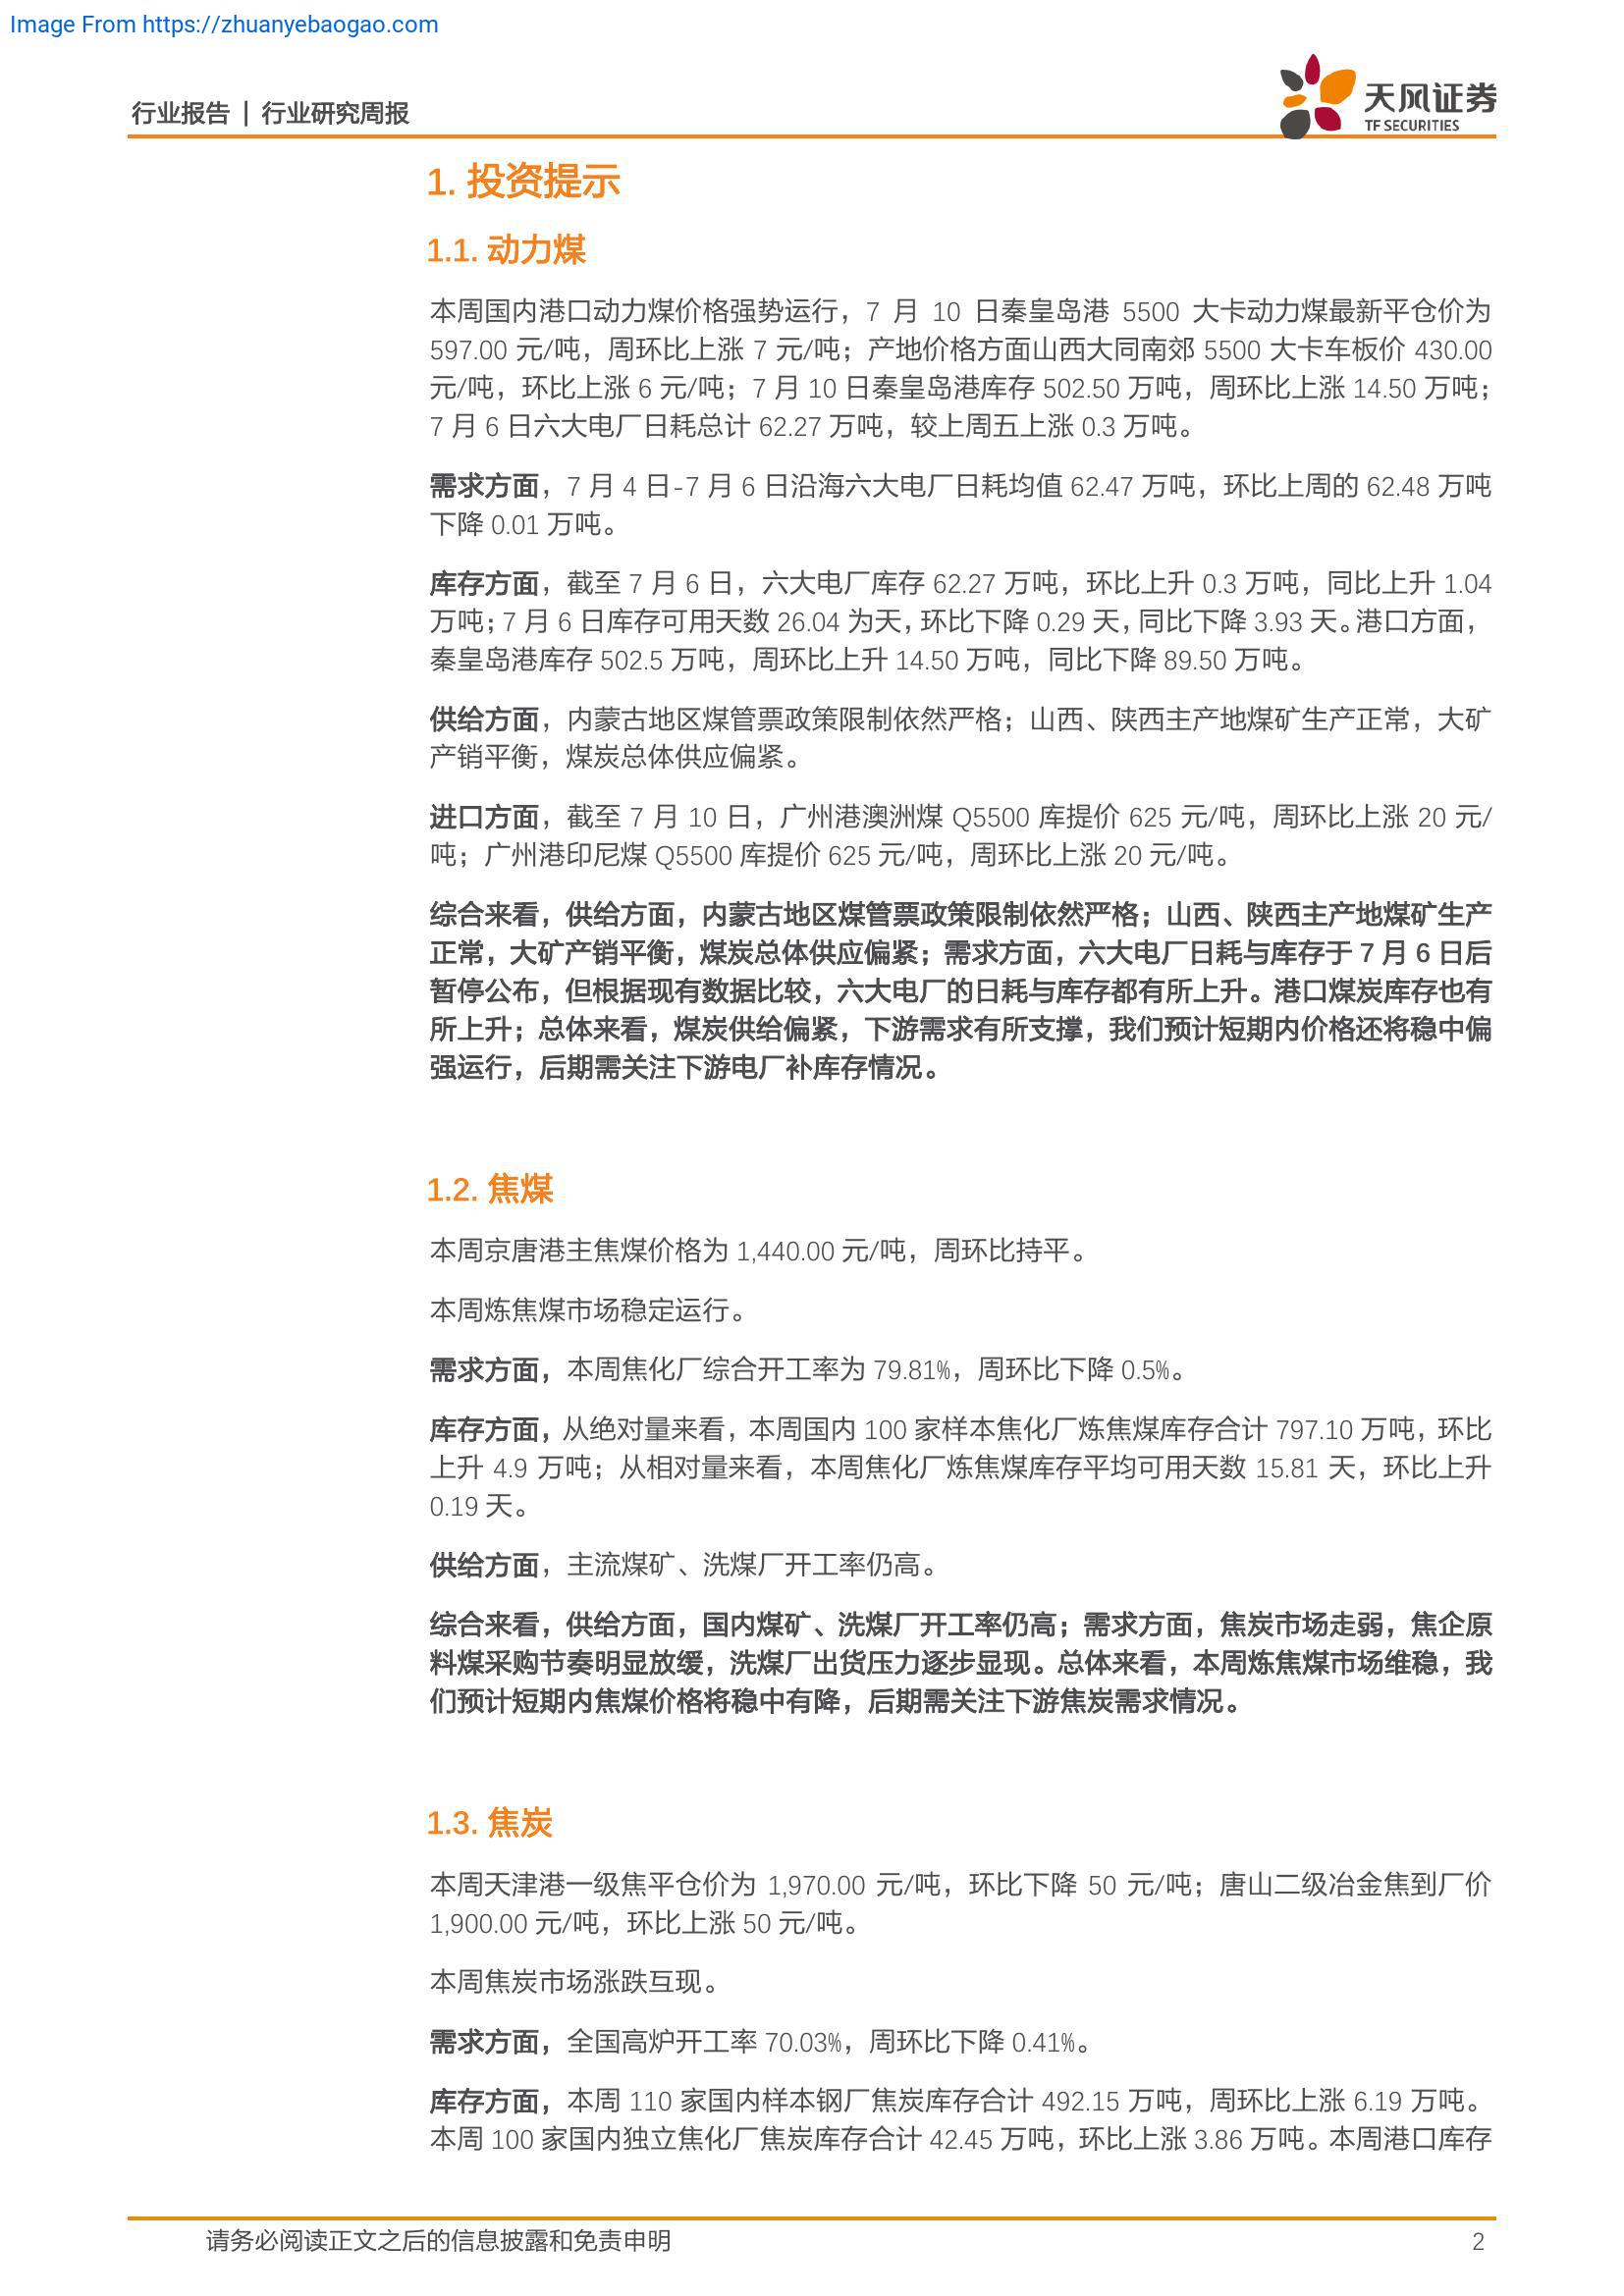 Image From https://zhuanyebaogao.com
行业报告 | 行业研究周报
天风证券
TF SECURITIES
1. 投资提示
1.1. 动力煤
本周国内港口动力煤价格强势运行，7 月 10 日秦皇岛港 5500 大卡动力煤最新平仓价为
597.00 元/吨，周环比上涨 7 元/吨；产地价格方面山西大同南郊 5500 大卡车板价 430.00
元/吨，环比上涨 6 元/吨；7 月 10 日秦皇岛港库存 502.50 万吨，周环比上涨 14.50 万吨；
7 月 6 日六大电厂日耗总计 62.27 万吨，较上周五上涨 0.3 万吨。
需求方面，7 月 4 日-7 月 6 日沿海六大电厂日耗均值 62.47 万吨，环比上周的 62.48 万吨
下降 0.01 万吨。
库存方面，截至 7 月 6 日，六大电厂库存 62.27 万吨，环比上升 0.3 万吨，同比上升 1.04
万吨；7 月 6 日库存可用天数 26.04 为天，环比下降 0.29 天，同比下降 3.93 天。港口方面，
秦皇岛港库存 502.5 万吨，周环比上升 14.50 万吨，同比下降 89.50 万吨。
供给方面，内蒙古地区煤管票政策限制依然严格；山西、陕西主产地煤矿生产正常，大矿
产销平衡，煤炭总体供应偏紧。
进口方面，截至 7 月 10 日，广州港澳洲煤 Q5500 库提价 625 元/吨，周环比上涨 20 元/
吨；广州港印尼煤 Q5500 库提价 625 元/吨，周环比上涨 20 元/吨。
综合来看，供给方面，内蒙古地区煤管票政策限制依然严格；山西、陕西主产地煤矿生产
正常，大矿产销平衡，煤炭总体供应偏紧；需求方面，六大电厂日耗与库存于 7 月 6 日后
暂停公布，但根据现有数据比较，六大电厂的日耗与库存都有所上升。港口煤炭库存也有
所上升；总体来看，煤炭供给偏紧，下游需求有所支撑，我们预计短期内价格还将稳中偏
强运行，后期需关注下游电厂补库存情况。
1.2. 焦煤
本周京唐港主焦煤价格为 1,440.00 元/吨，周环比持平。
本周炼焦煤市场稳定运行。
需求方面，本周焦化厂综合开工率为 79.81%，周环比下降 0.5%。
库存方面，从绝对量来看，本周国内 100 家样本焦化厂炼焦煤库存合计 797.10 万吨，环比
上升 4.9 万吨；从相对量来看，本周焦化厂炼焦煤库存平均可用天数 15.81 天，环比上升
0.19 天。
供给方面，主流煤矿、洗煤厂开工率仍高。
综合来看，供给方面，国内煤矿、洗煤厂开工率仍高；需求方面，焦炭市场走弱，焦企原
料煤采购节奏明显放缓，洗煤厂出货压力逐步显现。总体来看，本周炼焦煤市场维稳，我
们预计短期内焦煤价格将稳中有降，后期需关注下游焦炭需求情况。
1.3. 焦炭
本周天津港一级焦平仓价为 1,970.00 元/吨，环比下降 50 元/吨；唐山二级冶金焦到厂价
1,900.00 元/吨，环比上涨 50 元/吨。
本周焦炭市场涨跌互现。
需求方面，全国高炉开工率 70.03%，周环比下降 0.41%。
库存方面，本周 110 家国内样本钢厂焦炭库存合计 492.15 万吨，周环比上涨 6.19 万吨。
本周 100 家国内独立焦化厂焦炭库存合计 42.45 万吨，环比上涨 3.86 万吨。本周港口库存
请务必阅读正文之后的信息披露和免责申明
2